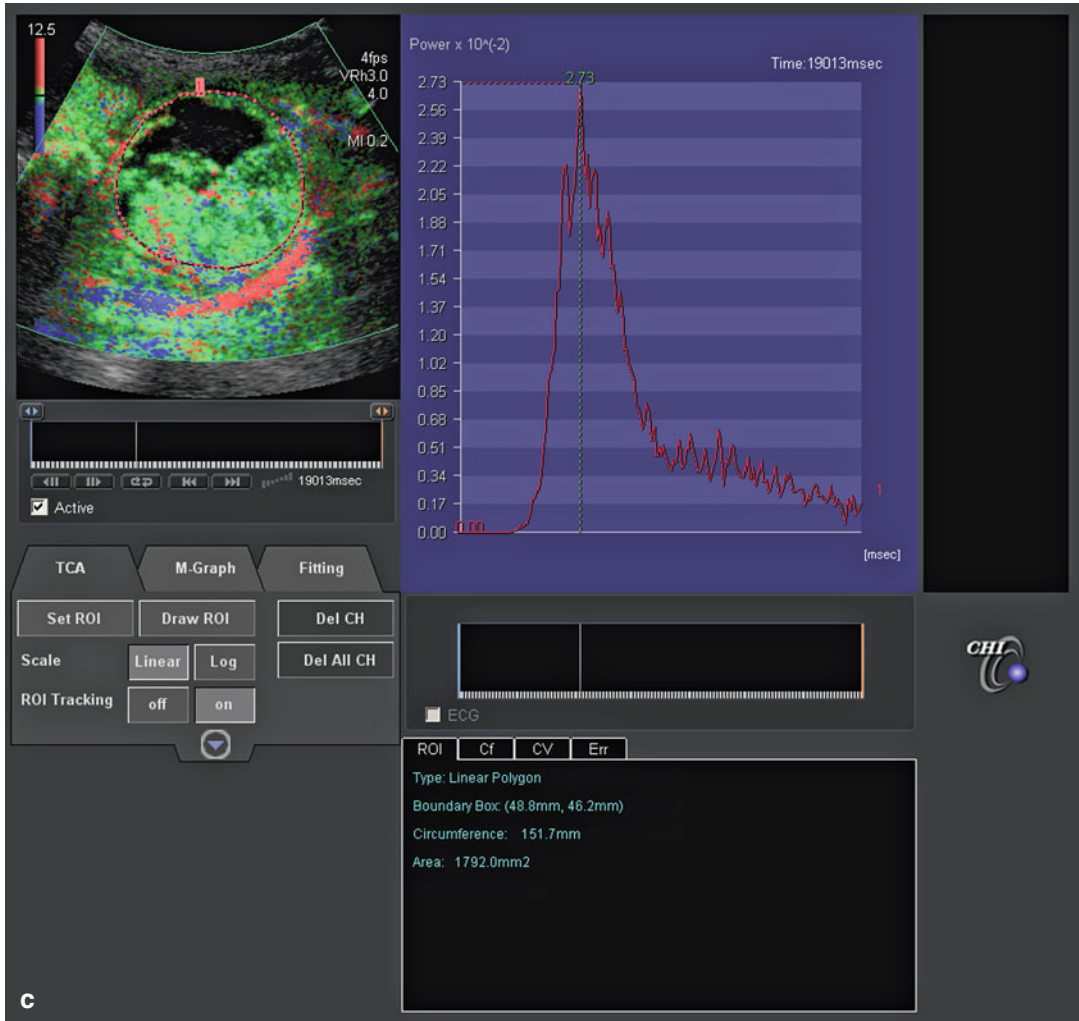 12.5
4fps
VRh3.0
4.0
MI 0.2
19013msec
Active
TCA M-Graph Fitting
Set ROI Draw ROI Del CH
Scale Linear Log Del All CH
ROI Tracking off on
Power x 10^(-2)
Time:19013msec
2.73
2.73
2.56
2.39
2.22
2.05
1.88
1.71
1.54
1.37
1.20
1.02
0.85
0.68
0.51
0.34
0.17
0.00
0.00
1
[msec]
ECG
CHI
ROI Cf CV Err
Type: Linear Polygon
Boundary Box: (48.8mm, 46.2mm)
Circumference: 151.7mm
Area: 1792.0mm2
c